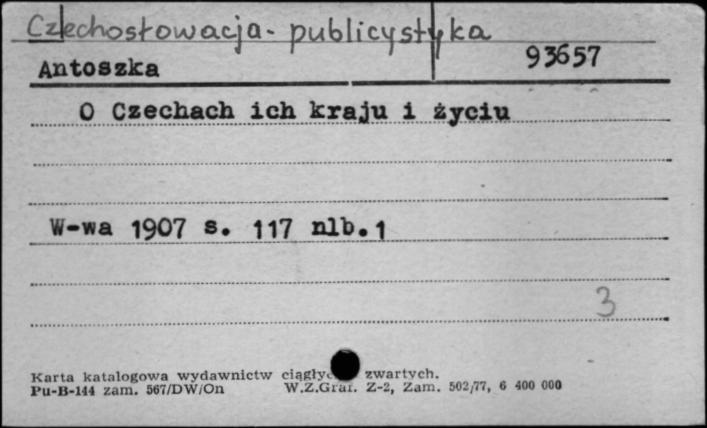 Czechosłowacja - publicystyka
Antoszka 93657
O Czechach ich kraju i życiu
W-wa 1907 s. 117 nlb.1
3
Karta katalogowa wydawnictw zwartych.
Pu-B-144 zam. 567/DW/On W.Z.Graf. Z-2, Zam. 502/77, 6 400 000